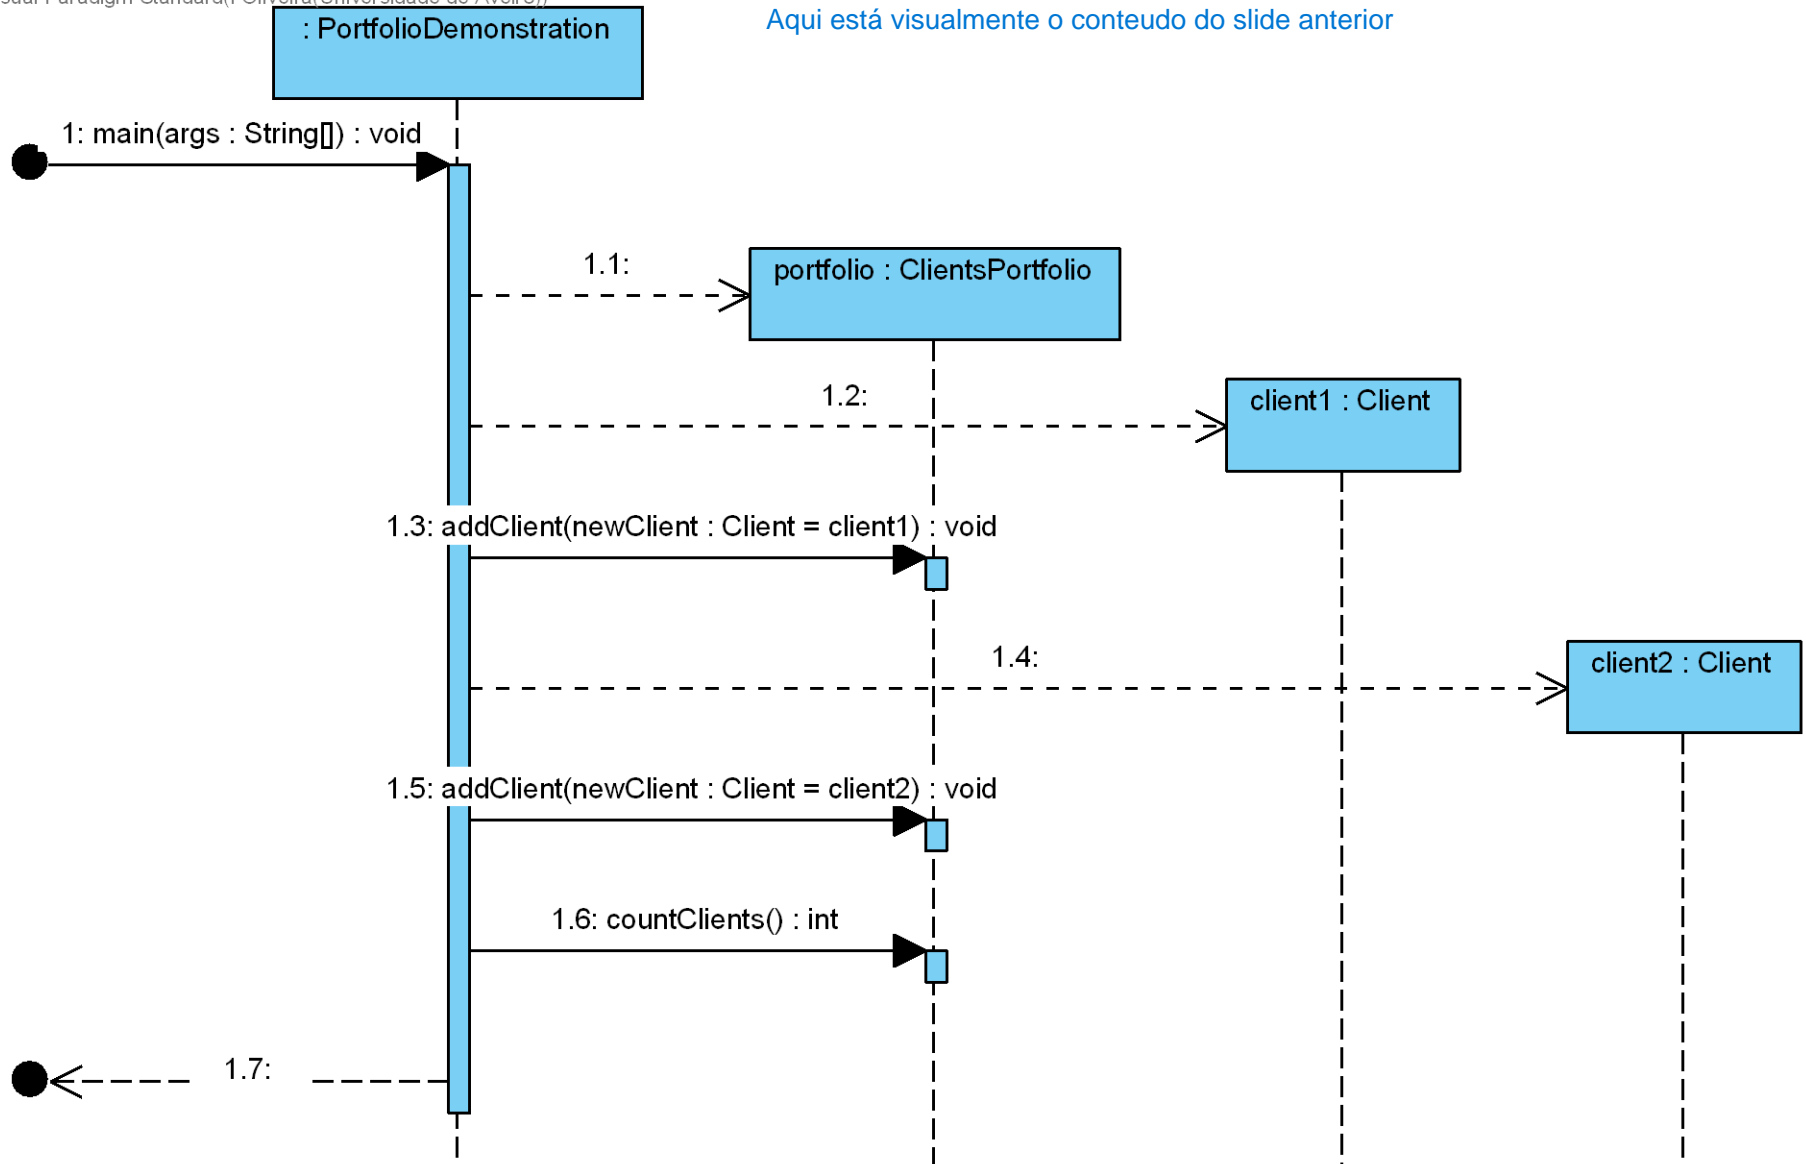 Aqui está visualmente o conteudo do slide anterior
: PortfolioDemonstration
1: main(args : String[]) : void
1.1:
portfolio : ClientsPortfolio
1.2:
client1 : Client
1.3: addClient(newClient : Client = client1) : void
1.4:
client2 : Client
1.5: addClient(newClient : Client = client2) : void
1.6: countClients() : int
1.7: